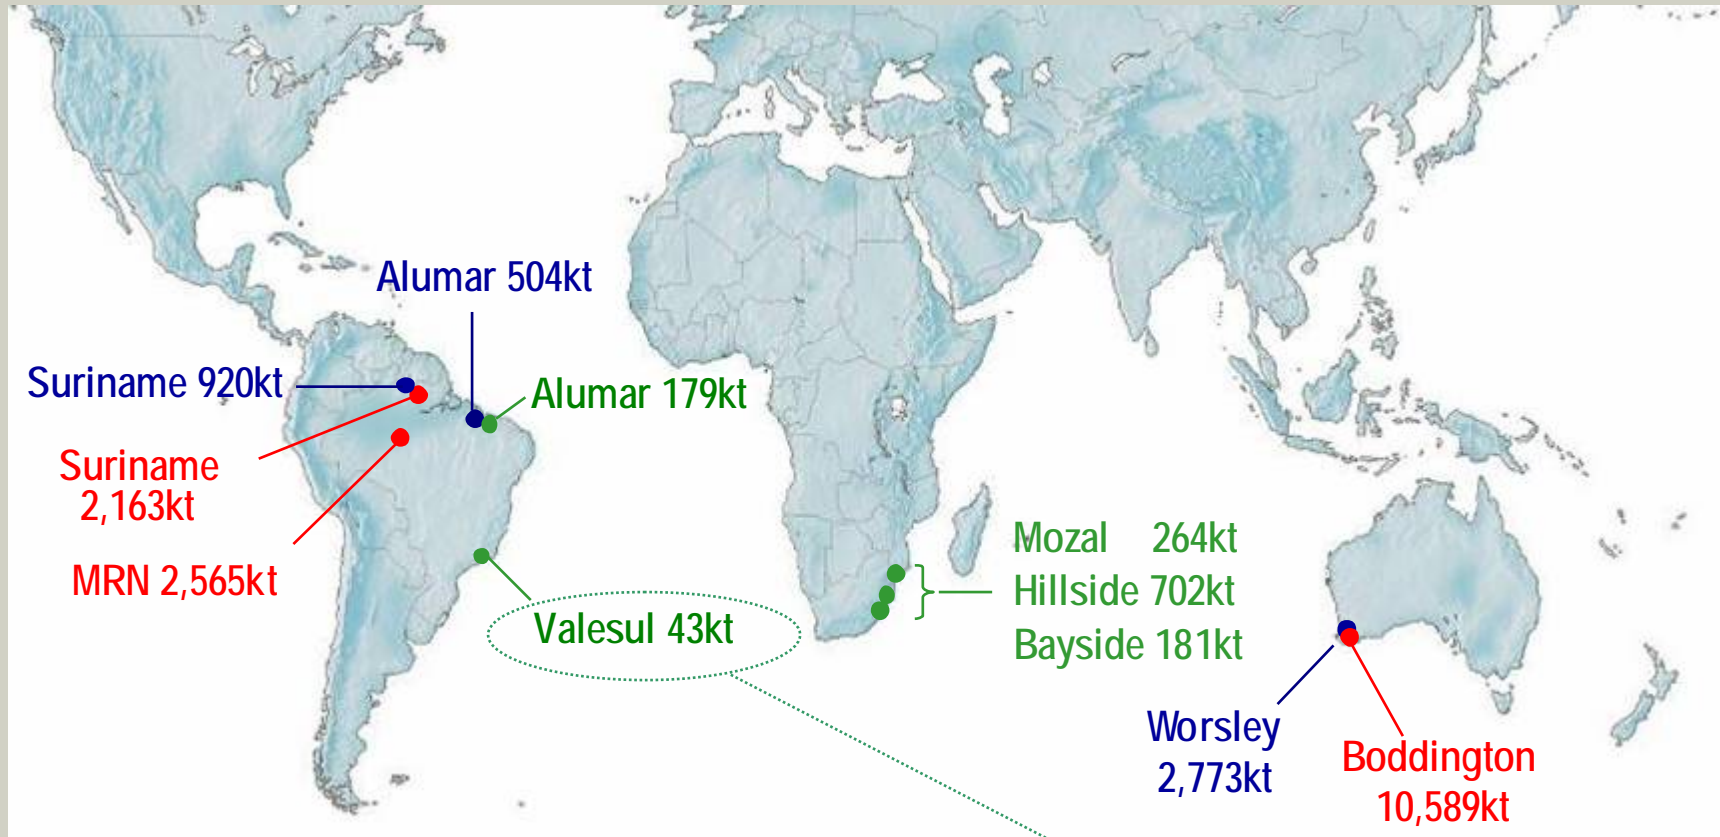 Alumar 504kt
Suriname 920kt
Alumar 179kt
Suriname
2,163kt
MRN 2,565kt
Valesul 43kt
Mozal 264kt
Hillside 702kt
Bayside 181kt
Worsley
2,773kt
Boddington
10,589kt